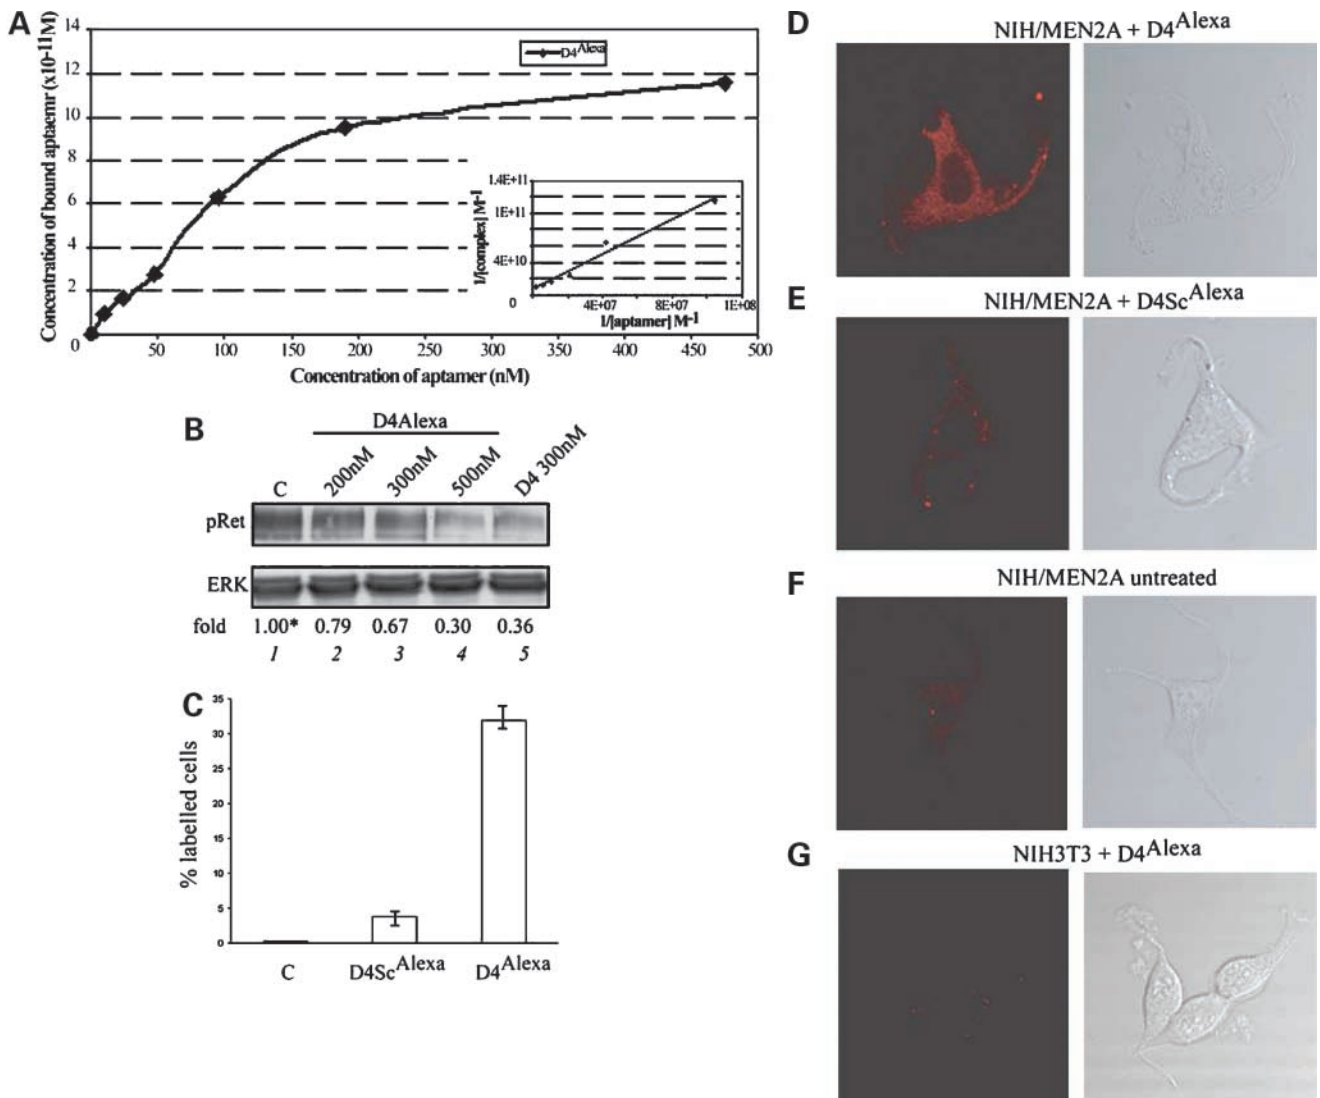 A
Concentration of bound aptaemr (x10-11M)
14
12
10
8
6
4
2
0
50
100
150
200
250
300
350
400
450
500
Concentration of aptamer (nM)
D4Alexa
1/[complex] M-1
1.4E+11
1E+11
4E+10
0
4E+07
8E+07
1E+08
1/[aptamer] M-1
B
D4Alexa
C
200nM
300nM
500nM
D4 300nM
pRet
ERK
fold
1.00*
0.79
0.67
0.30
0.36
1
2
3
4
5
C
% labelled cells
35
30
25
20
15
10
5
0
C
D4ScAlexa
D4Alexa
D
NIH/MEN2A + D4Alexa
E
NIH/MEN2A + D4ScAlexa
F
NIH/MEN2A untreated
G
NIH3T3 + D4Alexa